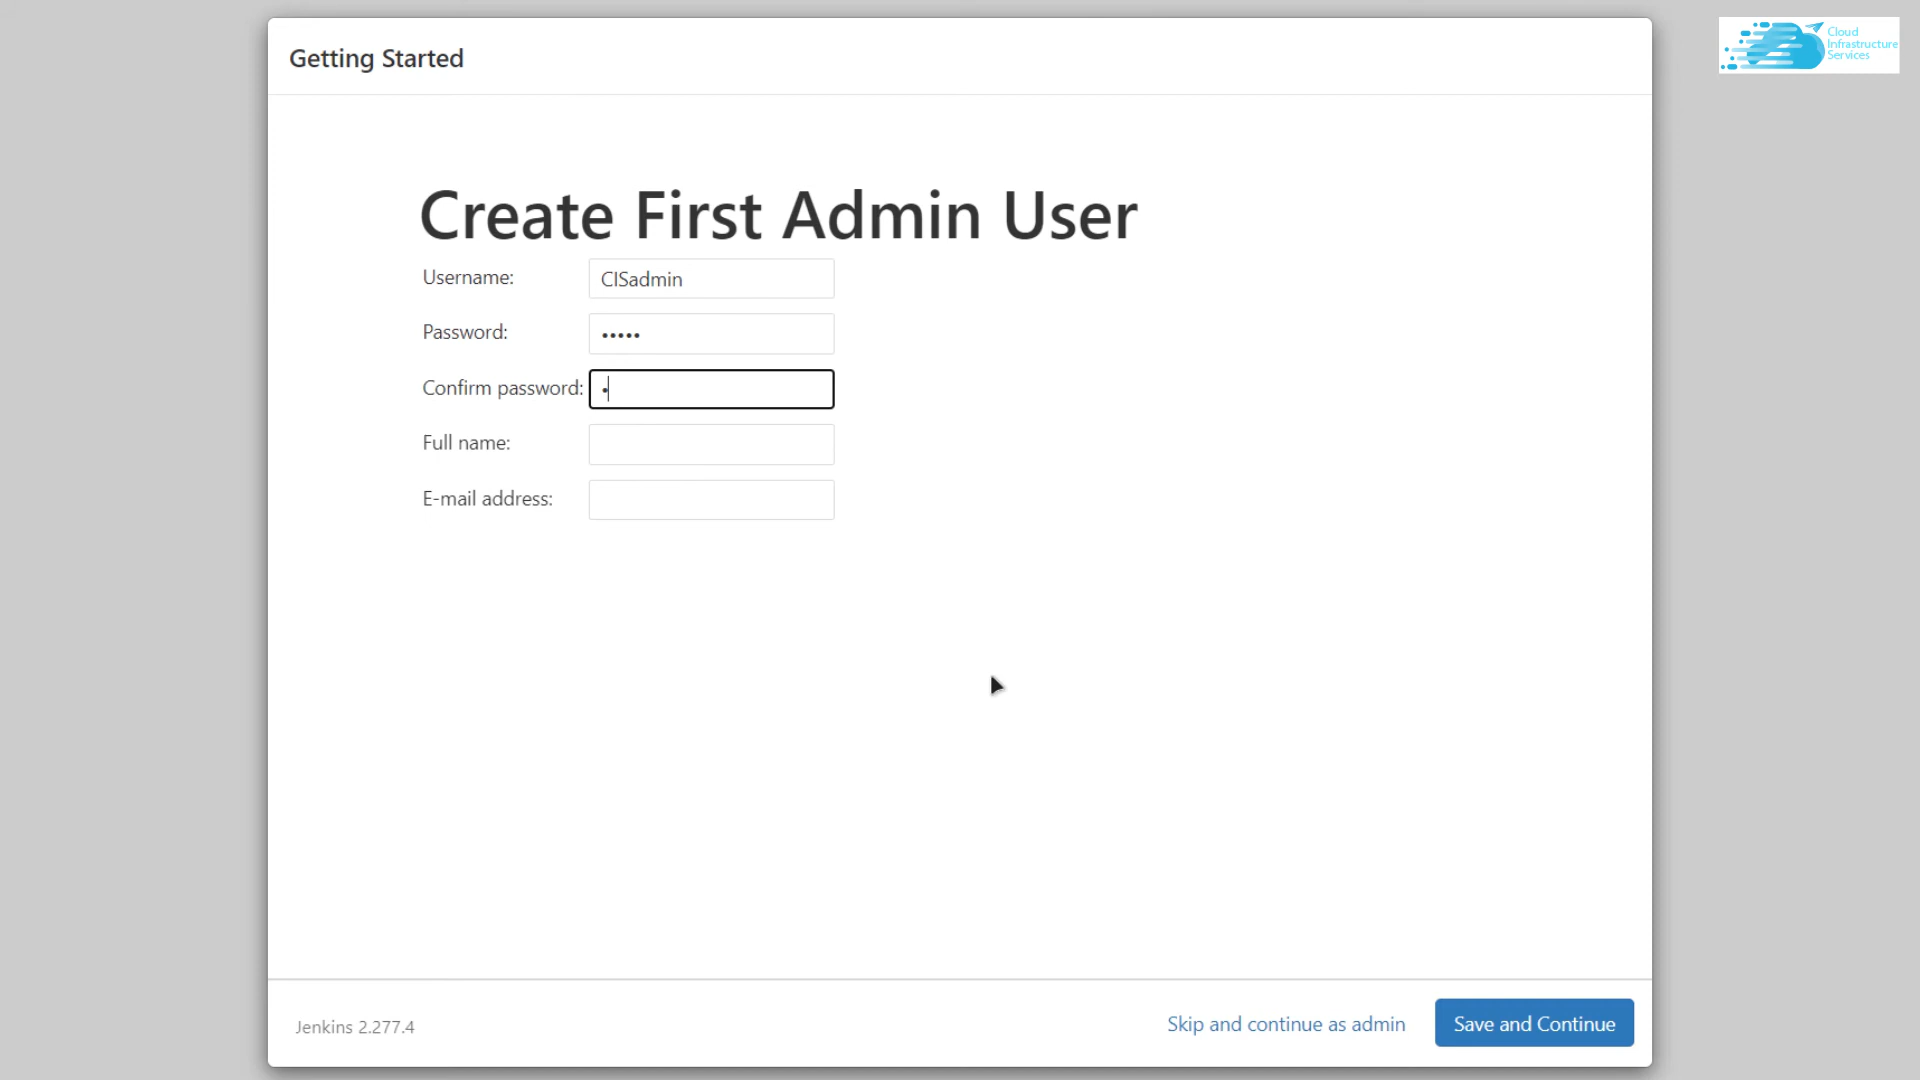 Getting Started
Cloud
Infrastructure
Services
Create First Admin User
Username: CISadmin
Password: •••••
Confirm password: •
Full name:
E-mail address:
Jenkins 2.277.4
Skip and continue as admin
Save and Continue